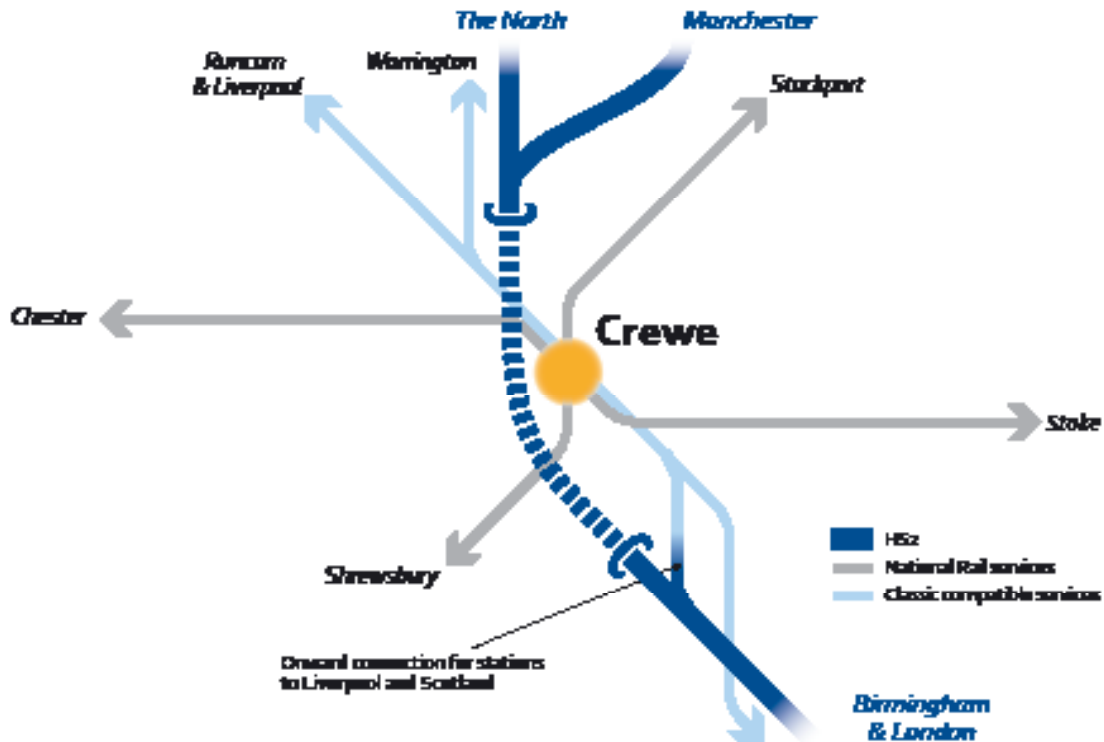 The North
Manchester
Runcorn
& Liverpool
Warrington
Stockport
Chester
Crewe
Stoke
Shrewsbury
HS2
National Rail services
Classic compatible services
Onward connection for stations
to Liverpool and Scotland
Birmingham
& London